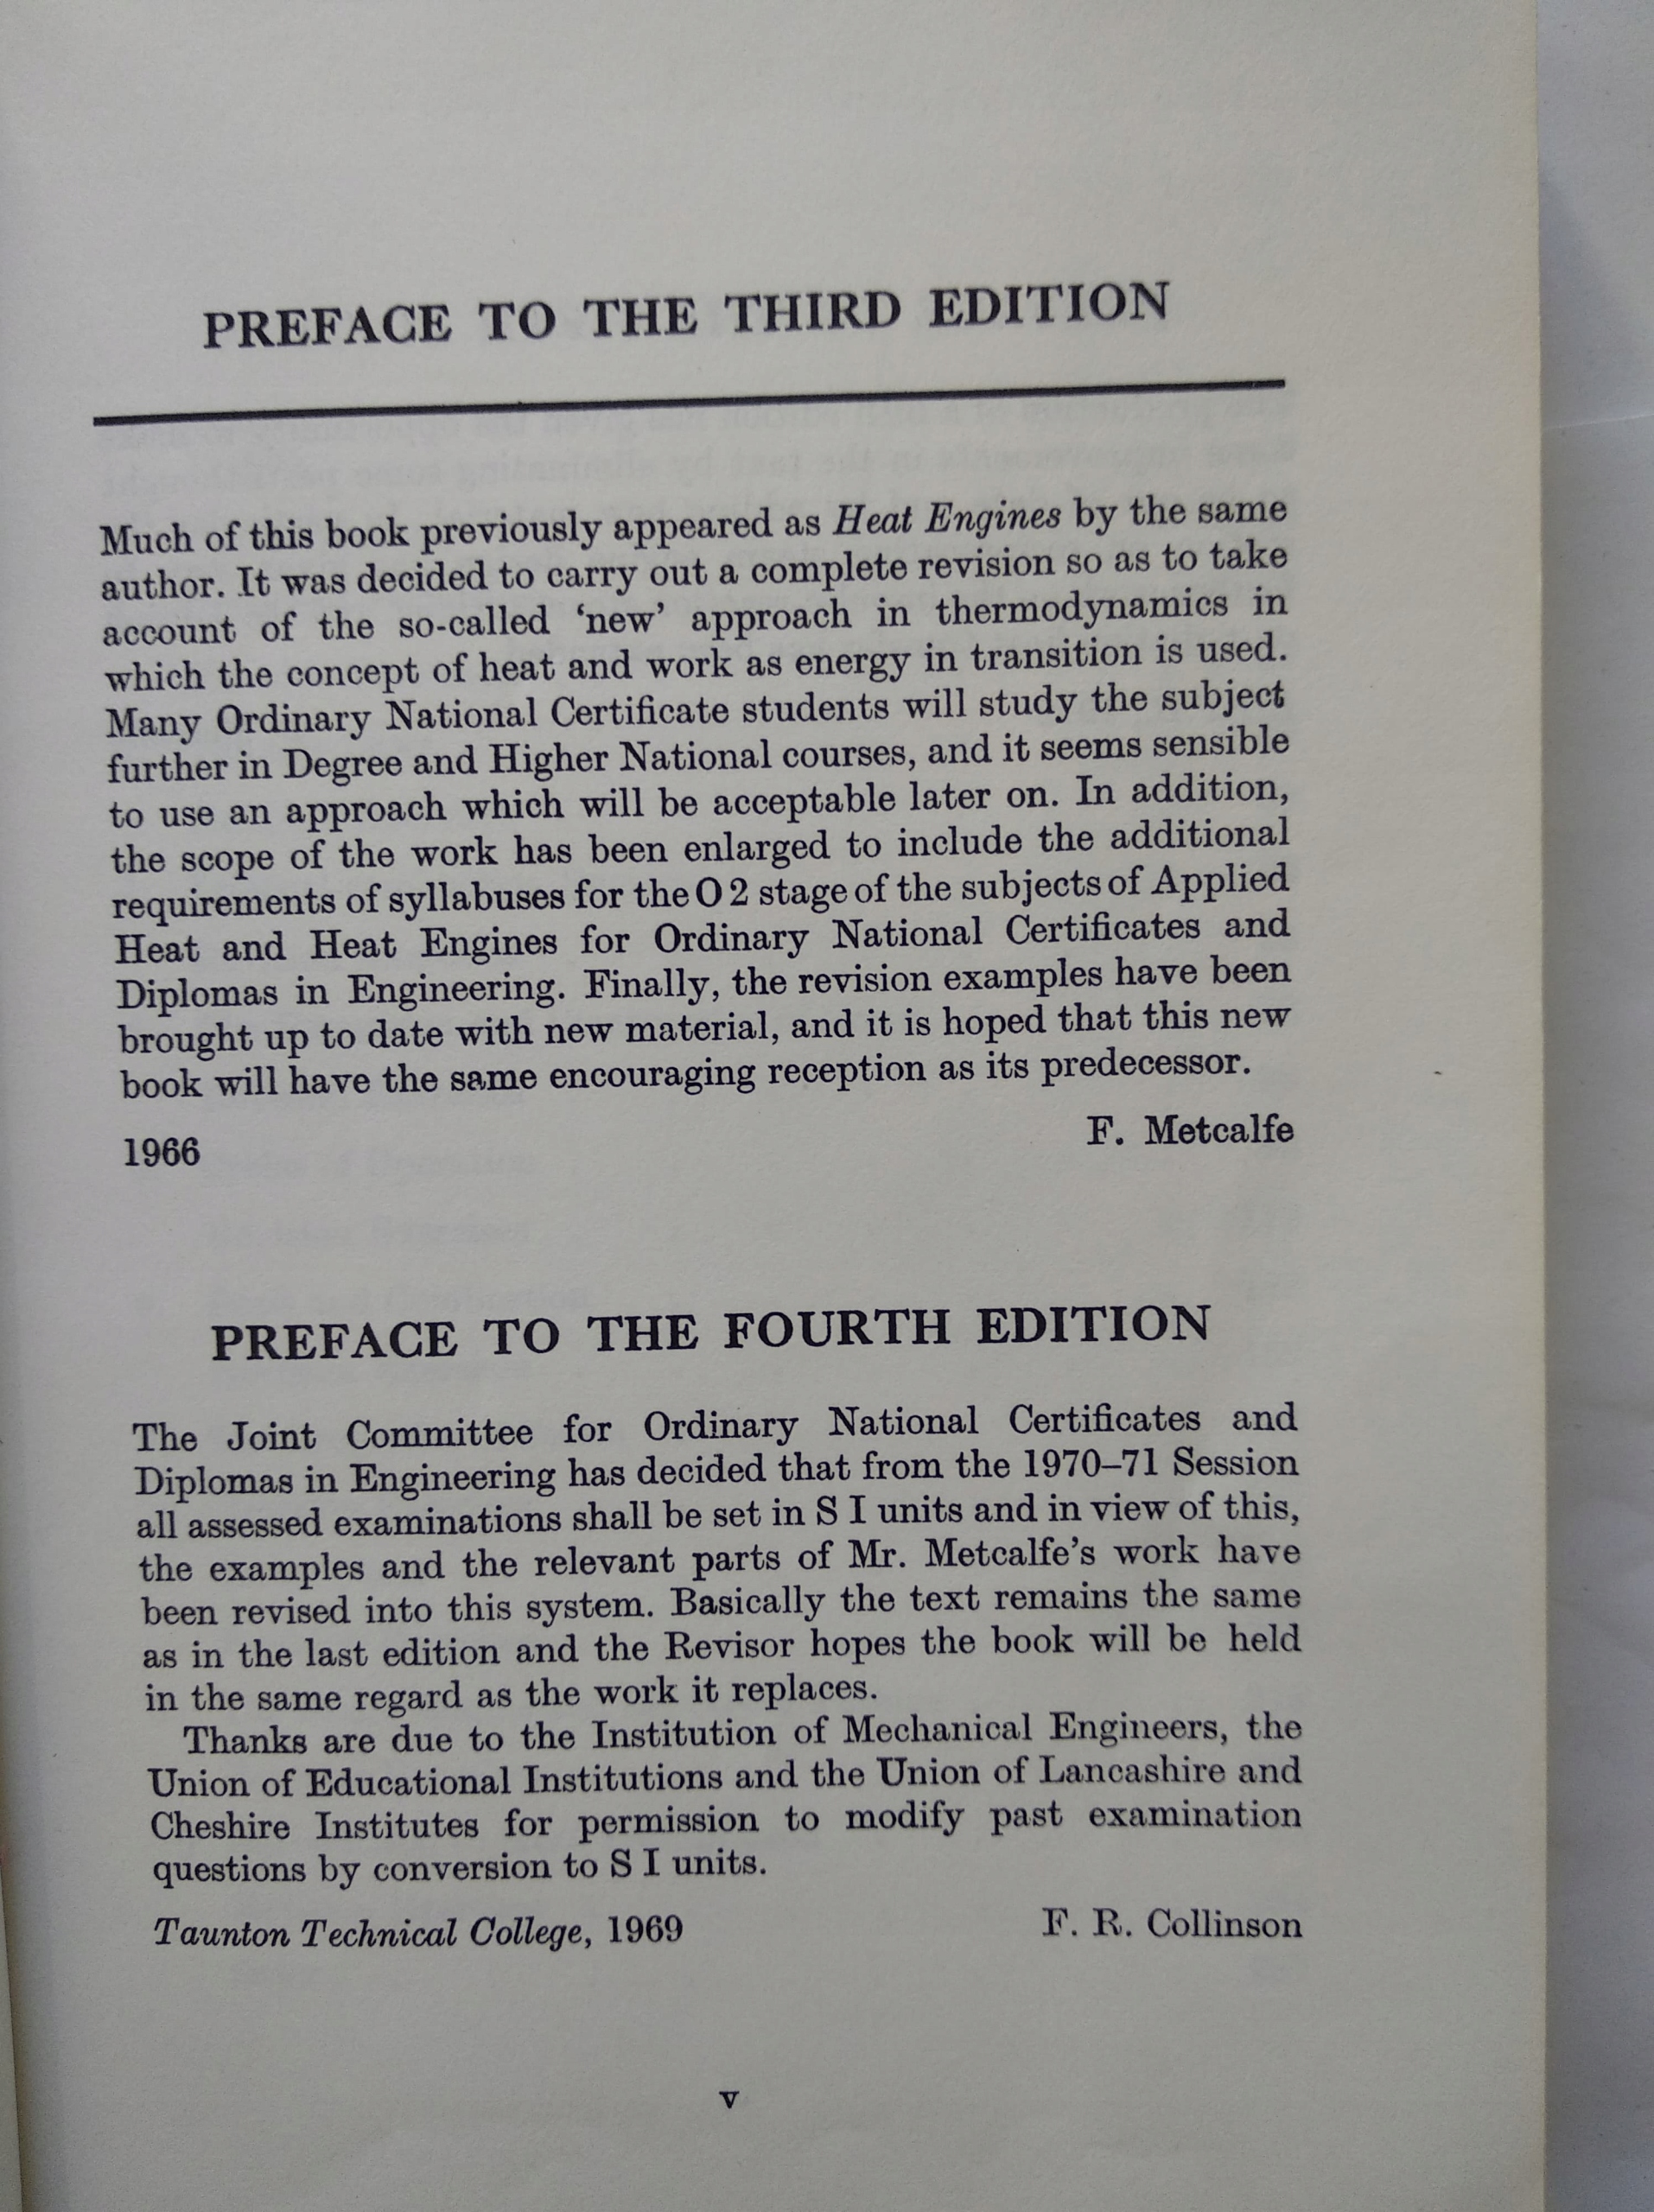 PREFACE TO THE THIRD EDITION
Much of this book previously appeared as Heat Engines by the same
author. It was decided to carry out a complete revision so as to take
account of the so-called ‘new’ approach in thermodynamics in
which the concept of heat and work as energy in transition is used.
Many Ordinary National Certificate students will study the subject
further in Degree and Higher National courses, and it seems sensible
to use an approach which will be acceptable later on. In addition,
the scope of the work has been enlarged to include the additional
requirements of syllabuses for the O 2 stage of the subjects of Applied
Heat and Heat Engines for Ordinary National Certificates and
Diplomas in Engineering. Finally, the revision examples have been
brought up to date with new material, and it is hoped that this new
book will have the same encouraging reception as its predecessor.
1966 F. Metcalfe
PREFACE TO THE FOURTH EDITION
The Joint Committee for Ordinary National Certificates and
Diplomas in Engineering has decided that from the 1970–71 Session
all assessed examinations shall be set in S I units and in view of this,
the examples and the relevant parts of Mr. Metcalfe’s work have
been revised into this system. Basically the text remains the same
as in the last edition and the Revisor hopes the book will be held
in the same regard as the work it replaces.
Thanks are due to the Institution of Mechanical Engineers, the
Union of Educational Institutions and the Union of Lancashire and
Cheshire Institutes for permission to modify past examination
questions by conversion to S I units.
Taunton Technical College, 1969 F. R. Collinson
v